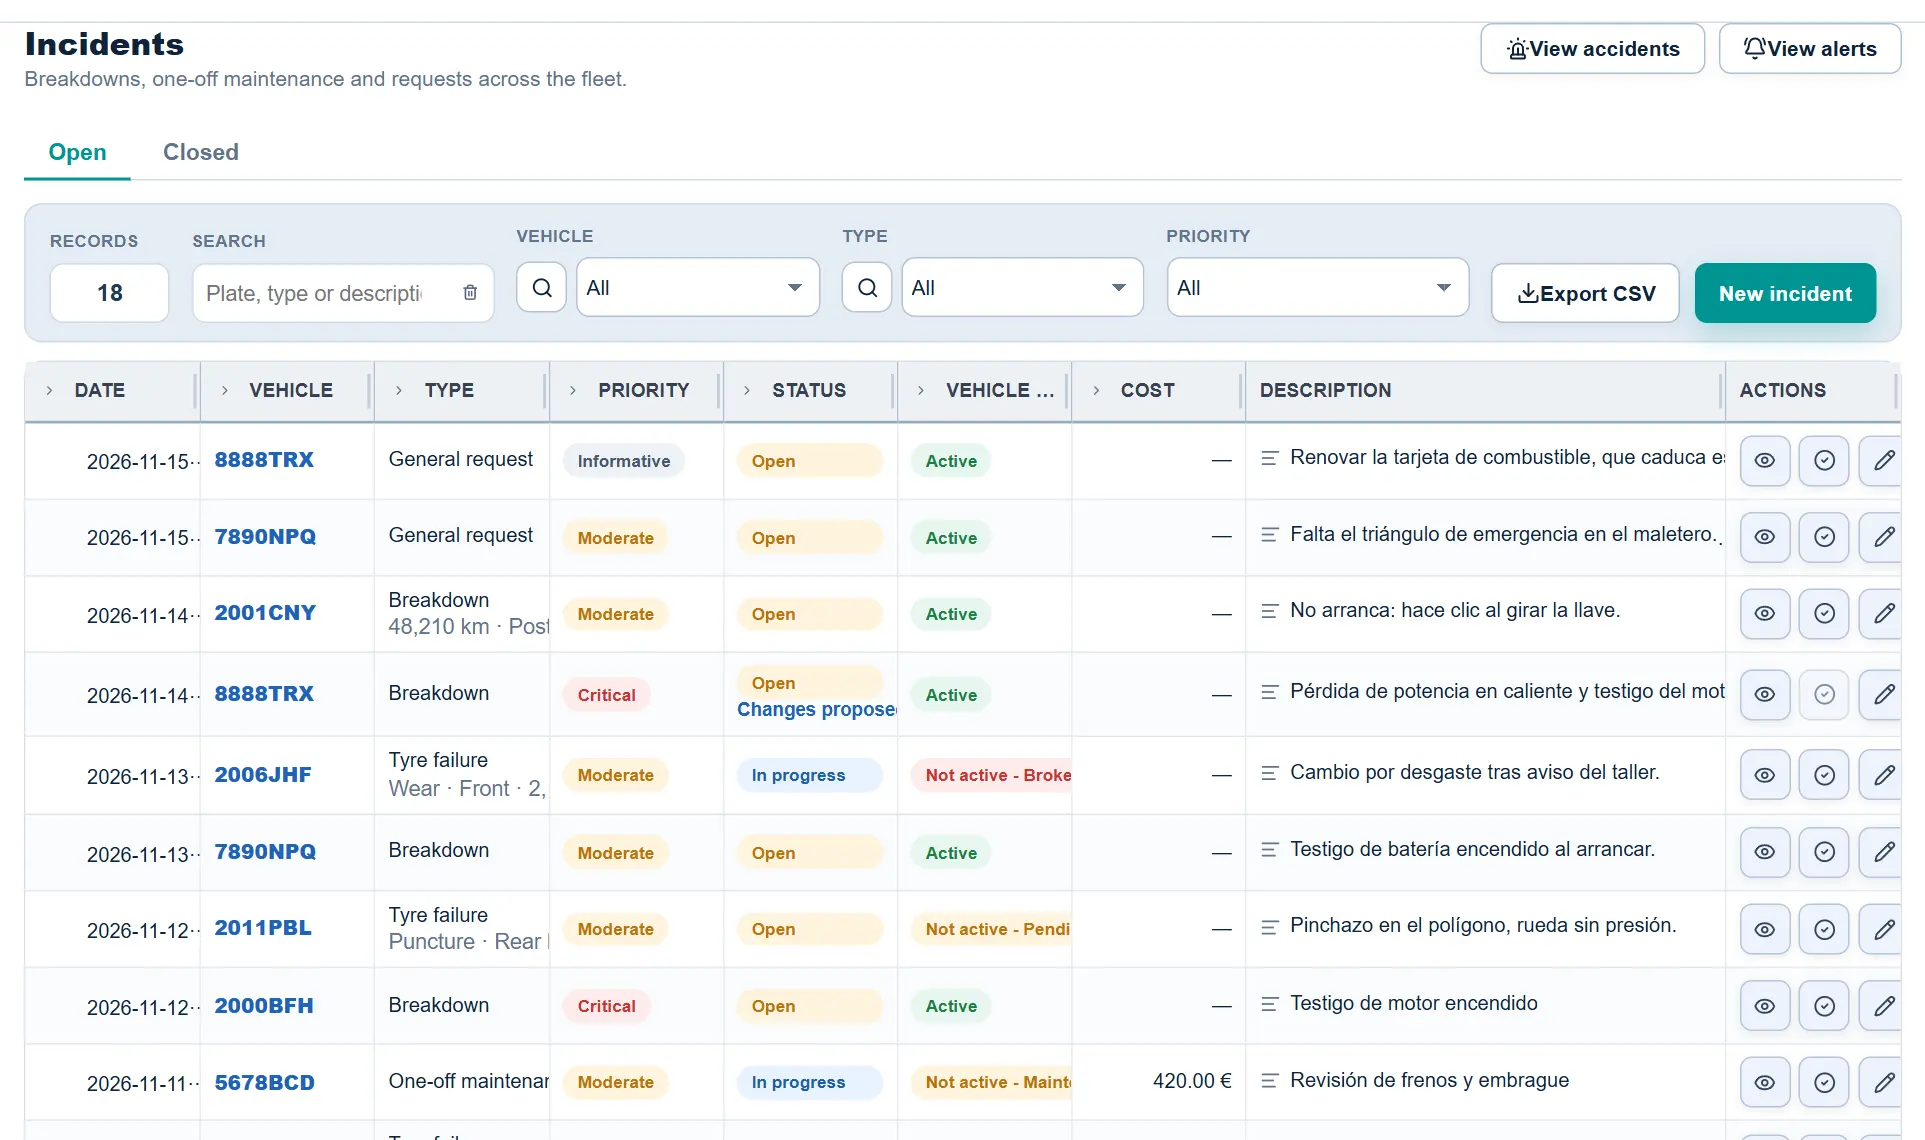 Incidents
Breakdowns, one-off maintenance and requests across the fleet.
View accidents
View alerts
Open
Closed
RECORDS
18
SEARCH
Plate, type or descripti
VEHICLE
All
TYPE
All
PRIORITY
All
Export CSV
New incident
DATE VEHICLE TYPE PRIORITY STATUS VEHICLE ... COST DESCRIPTION ACTIONS
2026-11-15·· 8888TRX General request Informative Open Active — Renovar la tarjeta de combustible, que caduca es
2026-11-15·· 7890NPQ General request Moderate Open Active — Falta el triángulo de emergencia en el maletero..
2026-11-14·· 2001CNY Breakdown Moderate Open Active — No arranca: hace clic al girar la llave.
48,210 km · Post
2026-11-14·· 8888TRX Breakdown Critical Open Active — Pérdida de potencia en caliente y testigo del mot
Changes propose
2026-11-13·· 2006JHF Tyre failure Moderate In progress Not active - Broke — Cambio por desgaste tras aviso del taller.
Wear · Front · 2,
2026-11-13·· 7890NPQ Breakdown Moderate Open Active — Testigo de batería encendido al arrancar.
2026-11-12·· 2011PBL Tyre failure Moderate Open Not active - Pendi — Pinchazo en el polígono, rueda sin presión.
Puncture · Rear
2026-11-12·· 2000BFH Breakdown Critical Open Active — Testigo de motor encendido
2026-11-11·· 5678BCD One-off maintenan Moderate In progress Not active - Maint 420.00 € Revisión de frenos y embrague